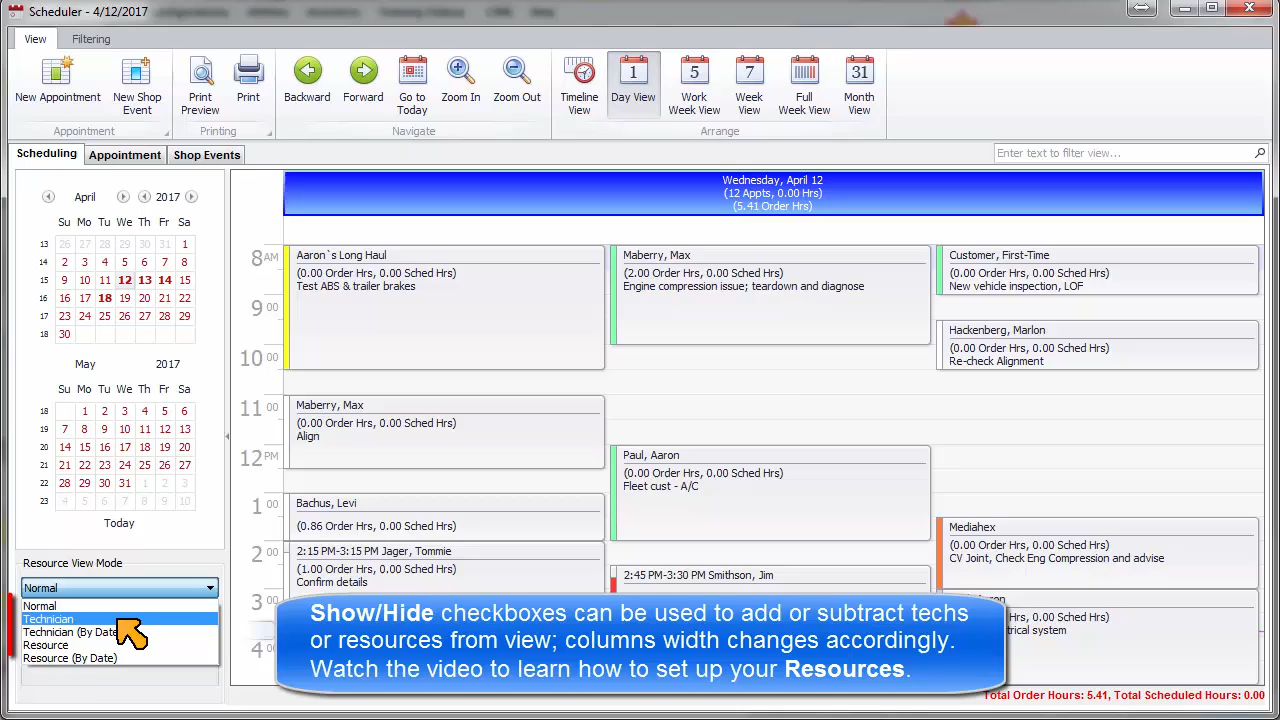 Scheduler - 4/12/2017
View
Filtering
New Appointment
New Shop
Event
Print
Preview
Print
Backward
Forward
Go to
Today
Zoom In
Zoom Out
Timeline
View
1
Day View
5
Work
Week View
7
Week
View
Full
Week View
31
Month
View
Appointment
Printing
Navigate
Arrange
Scheduling
Appointment
Shop Events
Enter text to filter view...
April 2017
Su Mo Tu We Th Fr Sa
13 26 27 28 29 30 31 1
14 2 3 4 5 6 7 8
15 9 10 11 12 13 14 15
16 16 17 18 19 20 21 22
17 23 24 25 26 27 28 29
18 30
May 2017
Su Mo Tu We Th Fr Sa
18 1 2 3 4 5 6
19 7 8 9 10 11 12 13
20 14 15 16 17 18 19 20
21 21 22 23 24 25 26 27
22 28 29 30 31 1 2 3
23 4 5 6 7 8 9 10
Today
Resource View Mode
Normal
Normal
Technician
Technician (By Date
Resource
Resource (By Date)
Wednesday, April 12
(12 Appts, 0.00 Hrs)
(5.41 Order Hrs)
8 AM
9 00
10 00
11 00
12 PM
1 00
2 00
3 00
4 00
Aaron`s Long Haul
(0.00 Order Hrs, 0.00 Sched Hrs)
Test ABS & trailer brakes
Maberry, Max
(2.00 Order Hrs, 0.00 Sched Hrs)
Engine compression issue; teardown and diagnose
Customer, First-Time
(0.00 Order Hrs, 0.00 Sched Hrs)
New vehicle inspection, LOF
Hackenberg, Marlon
(0.00 Order Hrs, 0.00 Sched Hrs)
Re-check Alignment
Maberry, Max
(0.00 Order Hrs, 0.00 Sched Hrs)
Align
Paul, Aaron
(0.00 Order Hrs, 0.00 Sched Hrs)
Fleet cust - A/C
Bachus, Levi
(0.86 Order Hrs, 0.00 Sched Hrs)
Mediahex
(0.00 Order Hrs, 0.00 Sched Hrs)
CV Joint, Check Eng Compression and advise
2:15 PM-3:15 PM Jager, Tommie
(1.00 Order Hrs, 0.00 Sched Hrs)
Confirm details
2:45 PM-3:30 PM Smithson, Jim
Show/Hide checkboxes can be used to add or subtract techs
or resources from view; columns width changes accordingly.
Watch the video to learn how to set up your Resources.
Total Order Hours: 5.41, Total Scheduled Hours: 0.00